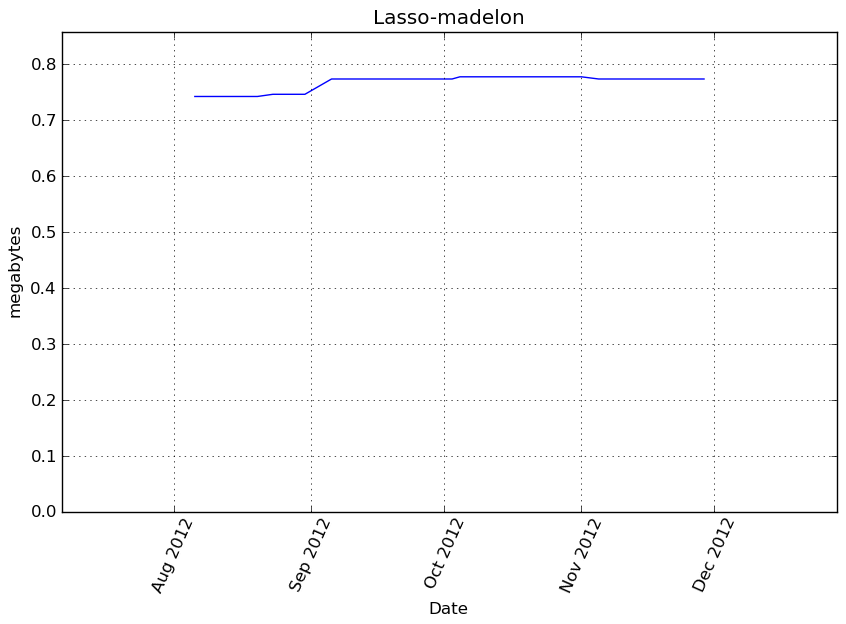 Lasso-madelon
0.8
0.7
0.6
0.5
0.4
0.3
0.2
0.1
0.0
megabytes
Aug 2012
Sep 2012
Oct 2012
Nov 2012
Dec 2012
Date